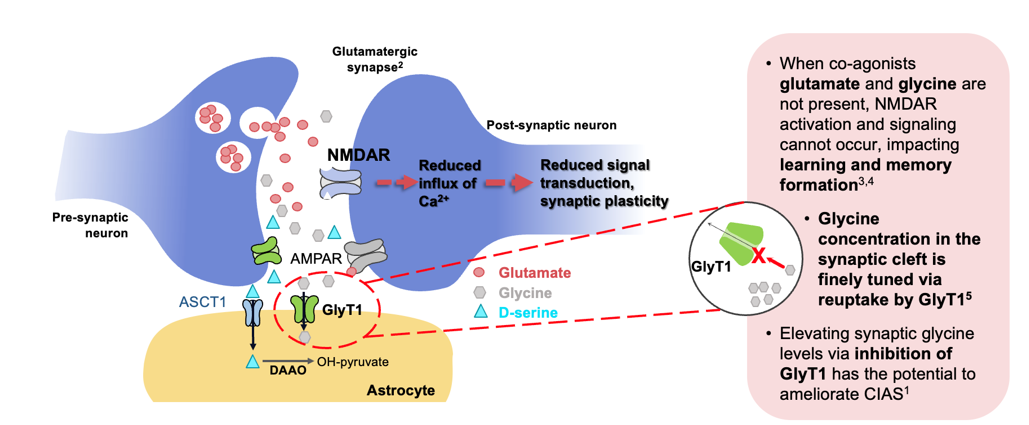 Glutamatergic
synapse2
Post-synaptic neuron
NMDAR
Reduced
influx of
Ca2+
Reduced signal
transduction,
synaptic plasticity
Pre-synaptic
neuron
AMPAR
ASCT1
GlyT1
Glutamate
Glycine
D-serine
DAAO
OH-pyruvate
Astrocyte
GlyT1
X
• When co-agonists
glutamate and glycine are
not present, NMDAR
activation and signaling
cannot occur, impacting
learning and memory
formation3,4
• Glycine
concentration in the
synaptic cleft is
finely tuned via
reuptake by GlyT15
• Elevating synaptic glycine
levels via inhibition of
GlyT1 has the potential to
ameliorate CIAS1